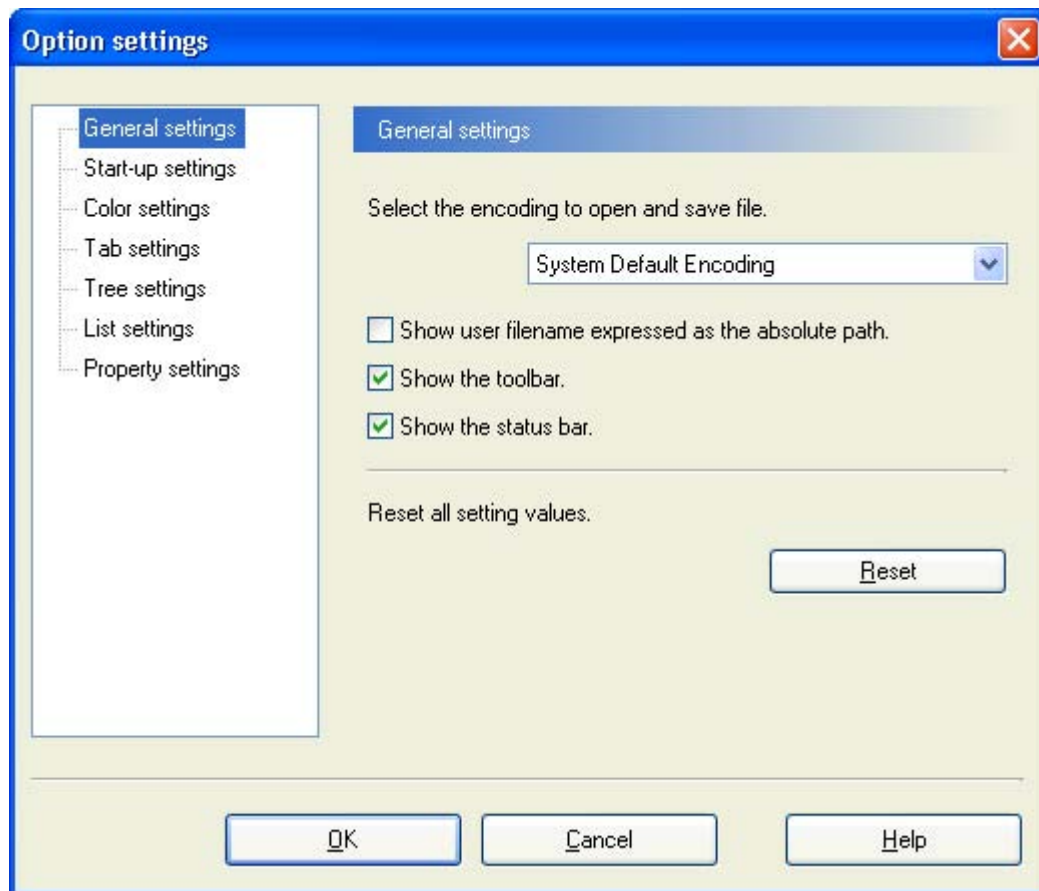 Option settings
General settings
Start-up settings
Color settings
Tab settings
Tree settings
List settings
Property settings
General settings
Select the encoding to open and save file.
System Default Encoding
Show user filename expressed as the absolute path.
Show the toolbar.
Show the status bar.
Reset all setting values.
Reset
OK
Cancel
Help